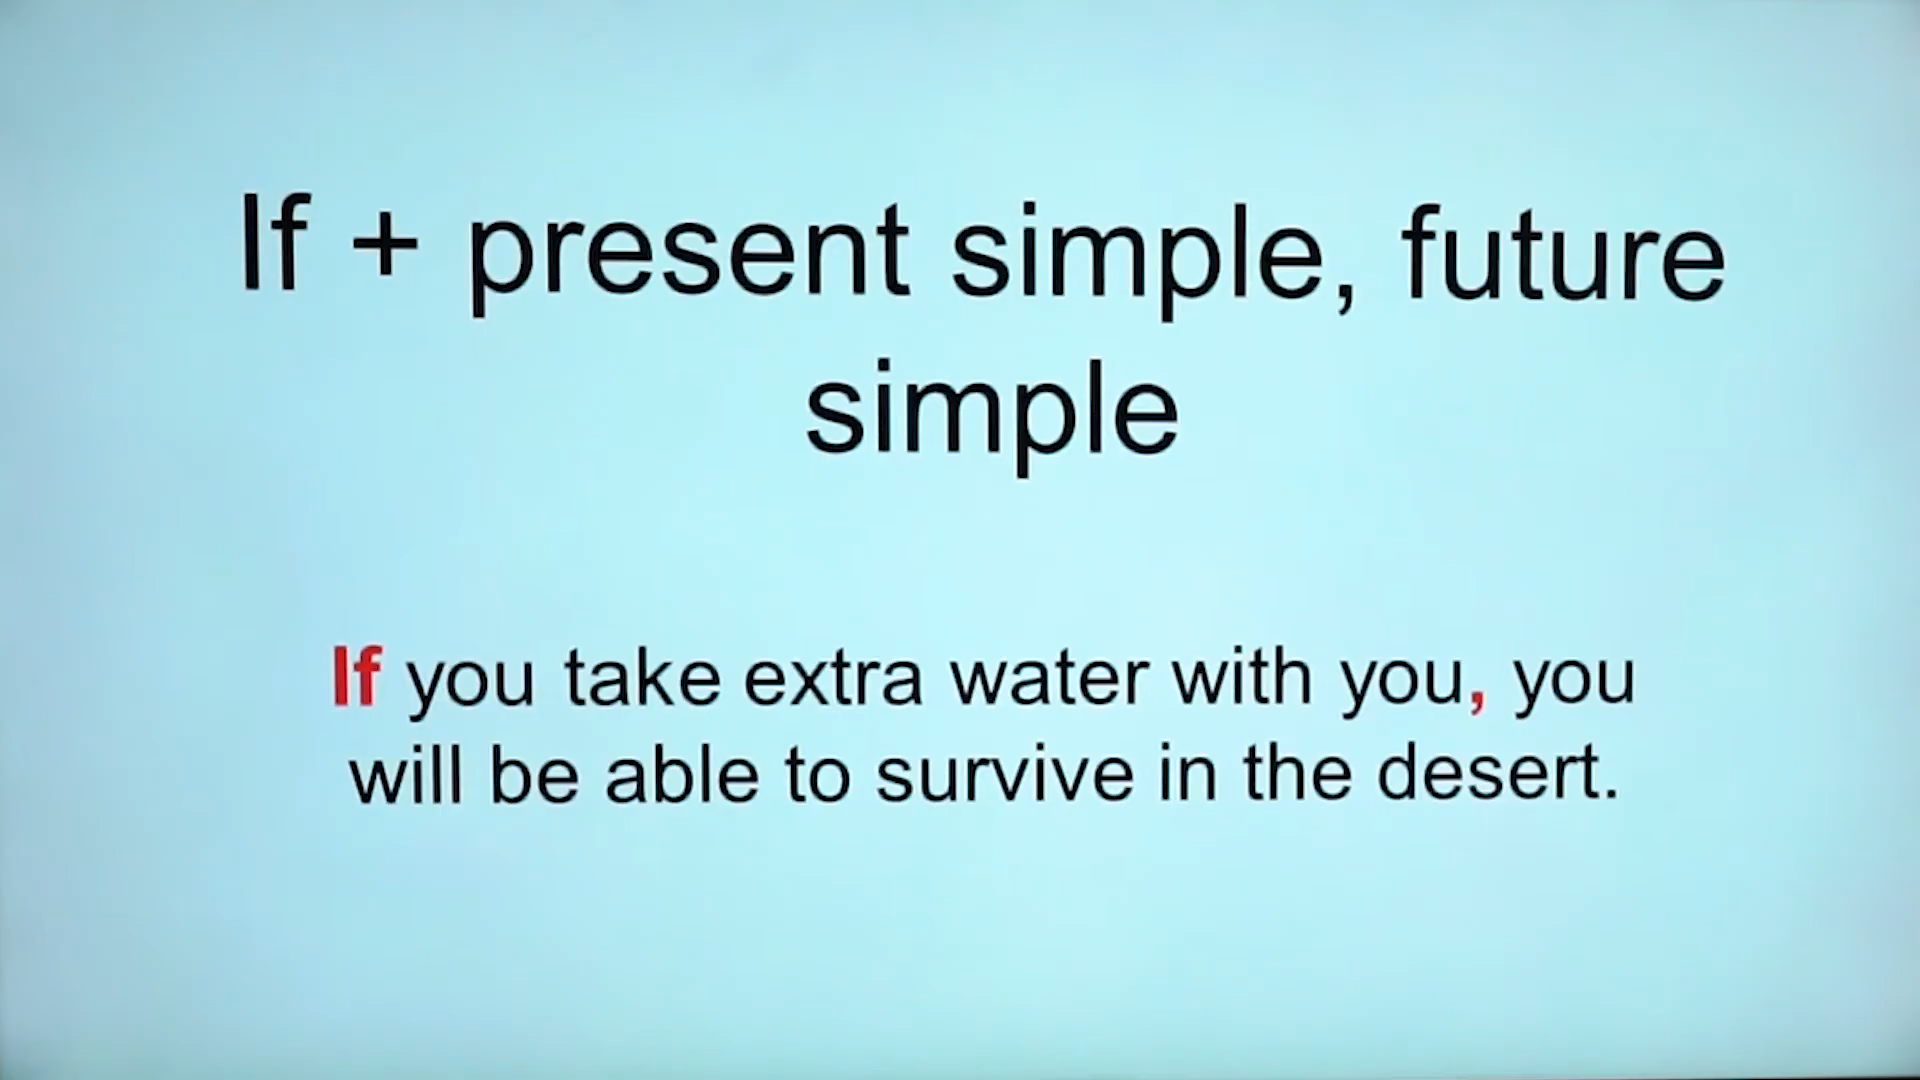 If + present simple, future
simple
If you take extra water with you, you
will be able to survive in the desert.